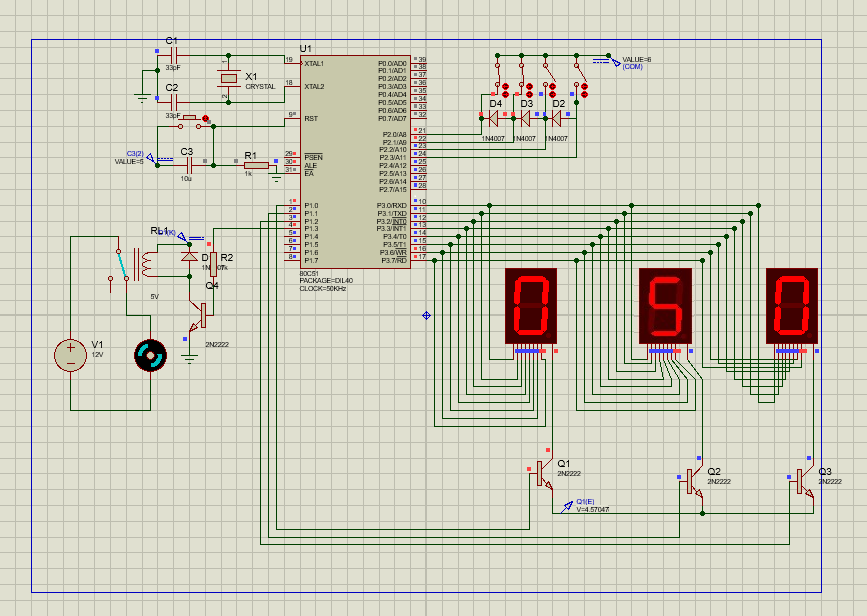 C1
33pF
C2
33pF
X1
CRYSTAL
C3(2)
VALUE=5
C3
10u
R1
1k
U1
19
XTAL1
18
XTAL2
9
RST
29
PSEN
30
ALE
31
EA
1
P1.0
2
P1.1
3
P1.2
4
P1.3
5
P1.4
6
P1.5
7
P1.6
8
P1.7
P0.0/AD0
39
P0.1/AD1
38
P0.2/AD2
37
P0.3/AD3
36
P0.4/AD4
35
P0.5/AD5
34
P0.6/AD6
33
P0.7/AD7
32
P2.0/A8
21
P2.1/A9
22
P2.2/A10
23
P2.3/A11
24
P2.4/A12
25
P2.5/A13
26
P2.6/A14
27
P2.7/A15
28
P3.0/RXD
10
P3.1/TXD
11
P3.2/INT0
12
P3.3/INT1
13
P3.4/T0
14
P3.5/T1
15
P3.6/WR
16
P3.7/RD
17
80C51
PACKAGE=DIL40
CLOCK=50KHz
VALUE=6
(COM)
D4
D3
D2
1N4007
1N4007
1N4007
RL1
(K)
5V
R2
Q4
2N2222
V1
12V
0
5
0
Q1
2N2222
Q2
2N2222
Q3
2N2222
Q1(E)
V=4.57047